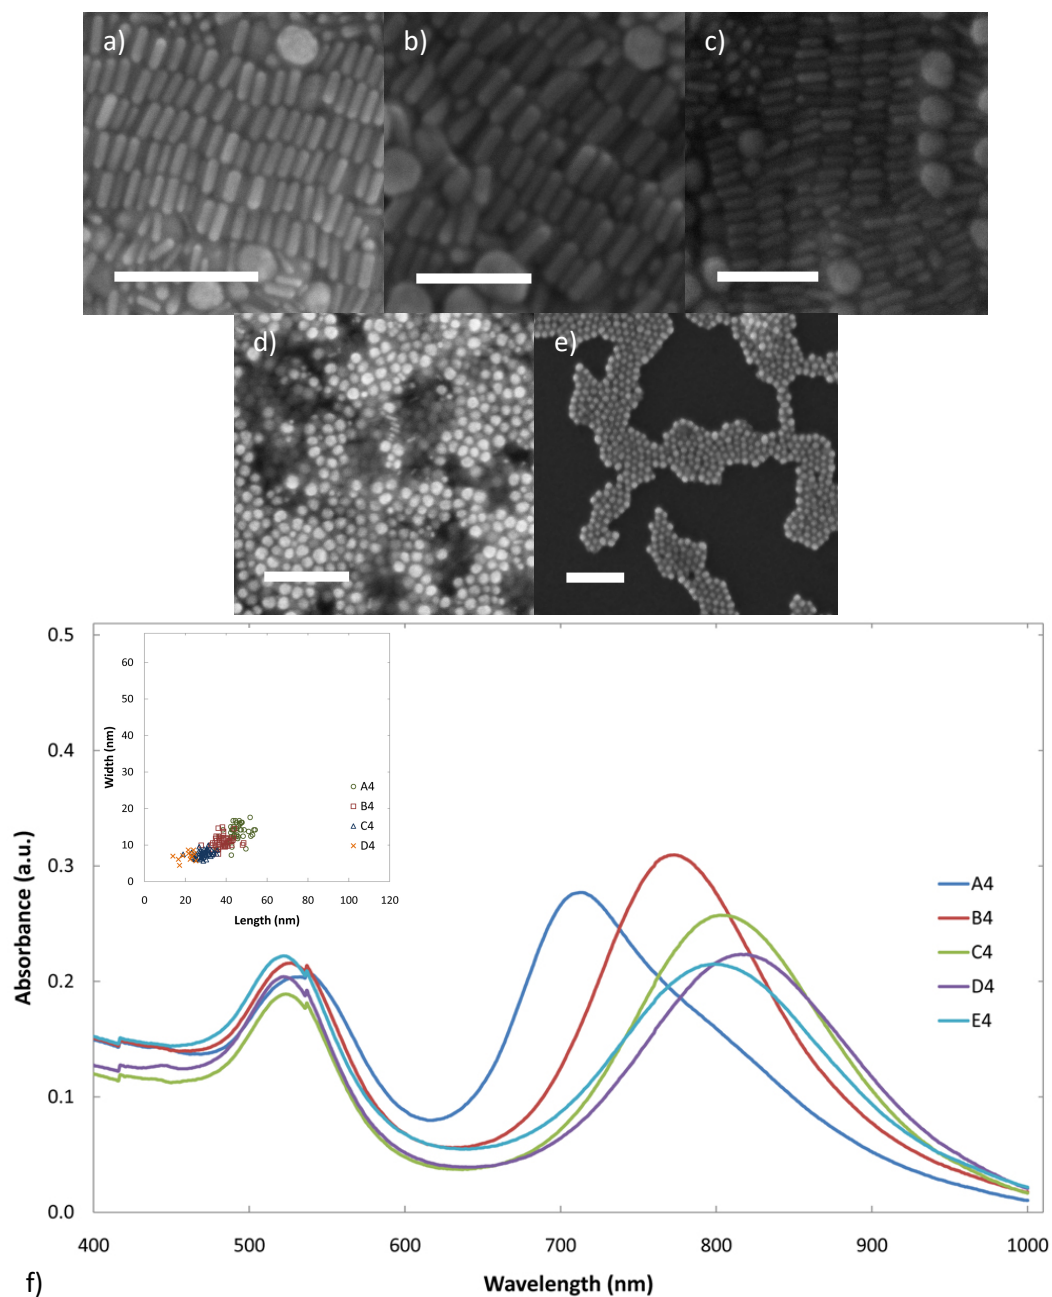 a)
b)
c)
d)
e)
0.5
0.4
0.3
0.2
0.1
0.0
Absorbance (a.u.)
400 500 600 700 800 900 1000
Wavelength (nm)
A4
B4
C4
D4
E4
60
50
40
30
20
10
0
Width (nm)
0 20 40 60 80 100 120
Length (nm)
A4
B4
C4
D4
f)